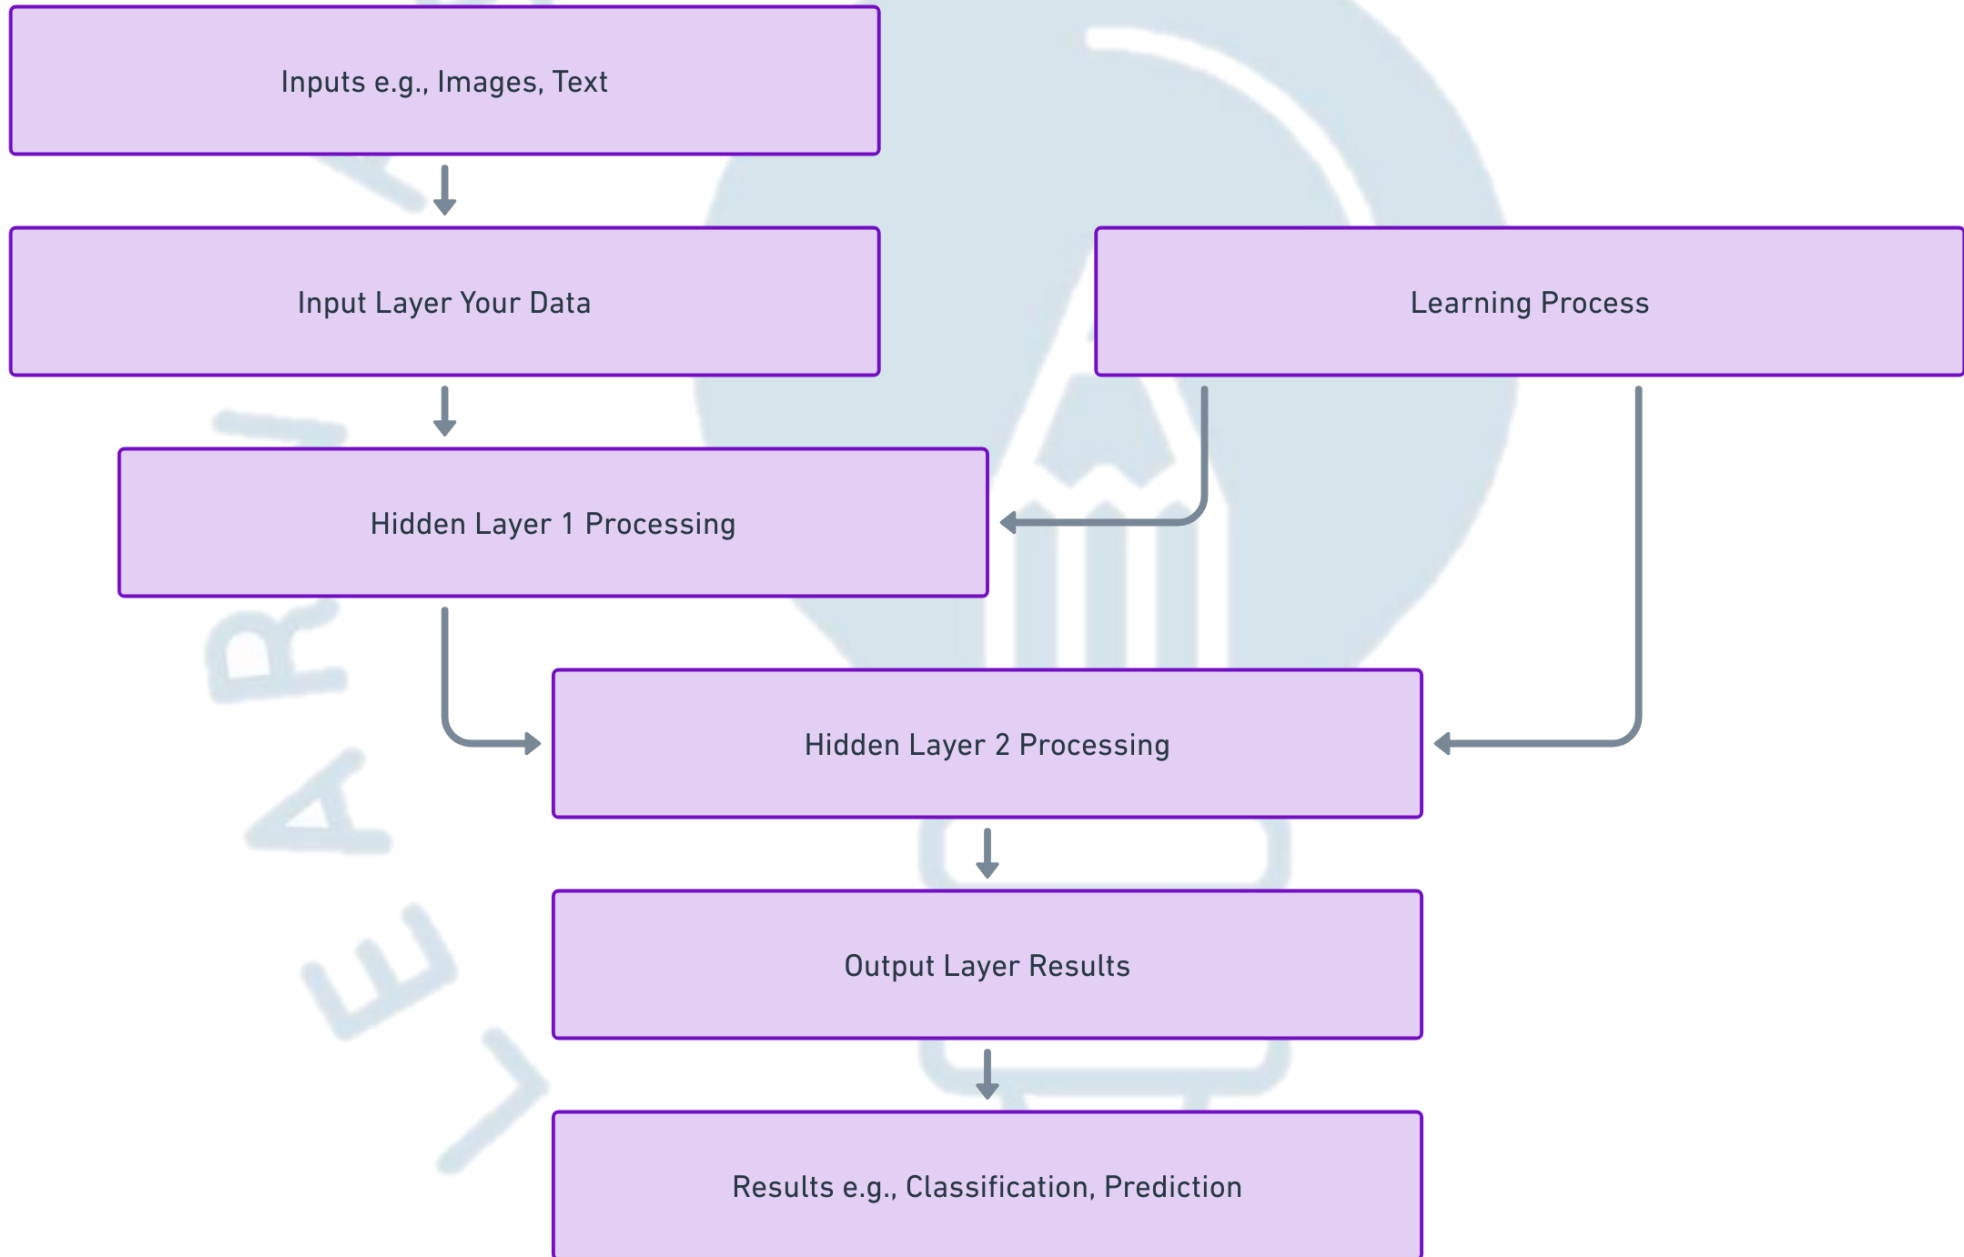 Inputs e.g., Images, Text
Input Layer Your Data
Learning Process
Hidden Layer 1 Processing
Hidden Layer 2 Processing
Output Layer Results
Results e.g., Classification, Prediction